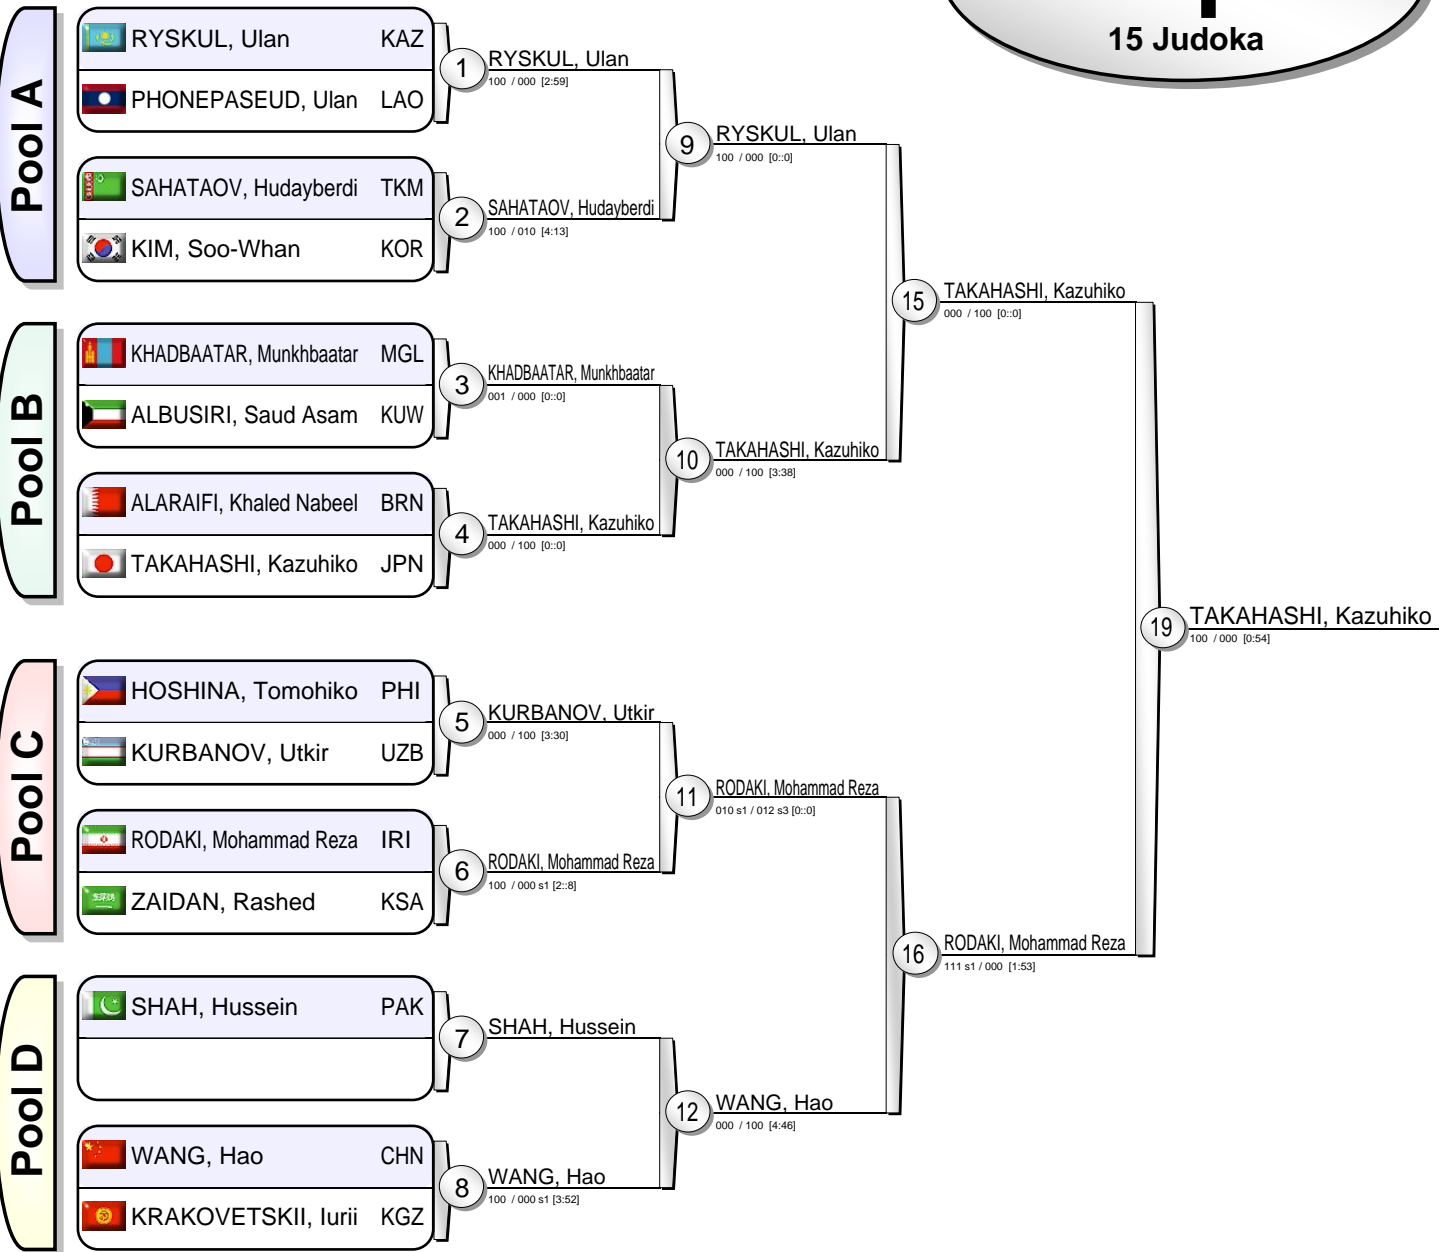 15 Judoka
Pool A
RYSKUL, Ulan KAZ
PHONEPASEUD, Ulan LAO
SAHATAOV, Hudayberdi TKM
KIM, Soo-Whan KOR
Pool B
KHADBAATAR, Munkhbaatar MGL
ALBUSIRI, Saud Asam KUW
ALARAIFI, Khaled Nabeel BRN
TAKAHASHI, Kazuhiko JPN
Pool C
HOSHINA, Tomohiko PHI
KURBANOV, Utkir UZB
RODAKI, Mohammad Reza IRI
ZAIDAN, Rashed KSA
Pool D
SHAH, Hussein PAK
WANG, Hao CHN
KRAKOVETSKII, Iurii KGZ
1 RYSKUL, Ulan
100 / 000 [2:59]
2 SAHATAOV, Hudayberdi
100 / 010 [4:13]
3 KHADBAATAR, Munkhbaatar
001 / 000 [0::0]
4 TAKAHASHI, Kazuhiko
000 / 100 [0::0]
5 KURBANOV, Utkir
000 / 100 [3:30]
6 RODAKI, Mohammad Reza
100 / 000 s1 [2::8]
7 SHAH, Hussein
8 WANG, Hao
100 / 000 s1 [3:52]
9 RYSKUL, Ulan
100 / 000 [0::0]
10 TAKAHASHI, Kazuhiko
000 / 100 [3:38]
11 RODAKI, Mohammad Reza
010 s1 / 012 s3 [0::0]
12 WANG, Hao
000 / 100 [4:46]
15 TAKAHASHI, Kazuhiko
000 / 100 [0::0]
16 RODAKI, Mohammad Reza
111 s1 / 000 [1:53]
19 TAKAHASHI, Kazuhiko
100 / 000 [0:54]